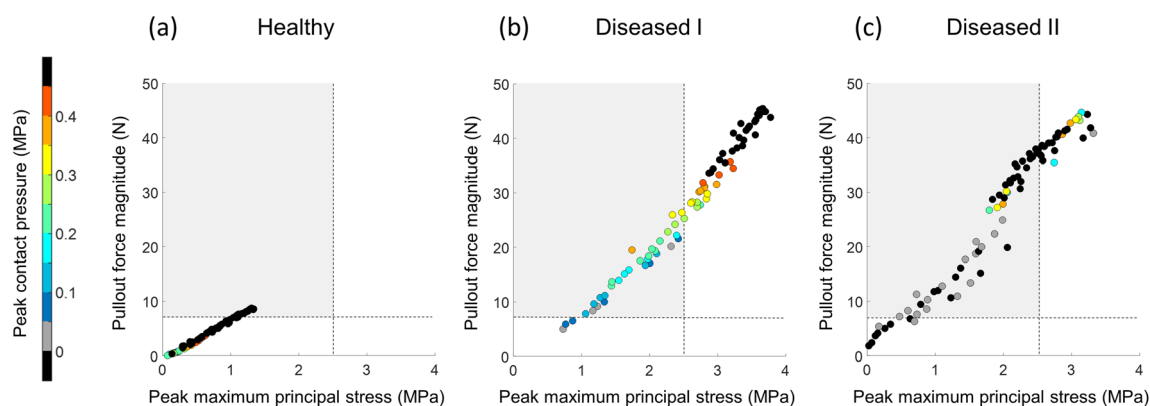 (a) Healthy
(b) Diseased I
(c) Diseased II
Peak contact pressure (MPa)
0.4
0.3
0.2
0.1
0
Pullout force magnitude (N)
50
40
30
20
10
0
0 1 2 3 4
Peak maximum principal stress (MPa)
Pullout force magnitude (N)
50
40
30
20
10
0
0 1 2 3 4
Peak maximum principal stress (MPa)
Pullout force magnitude (N)
50
40
30
20
10
0
0 1 2 3 4
Peak maximum principal stress (MPa)